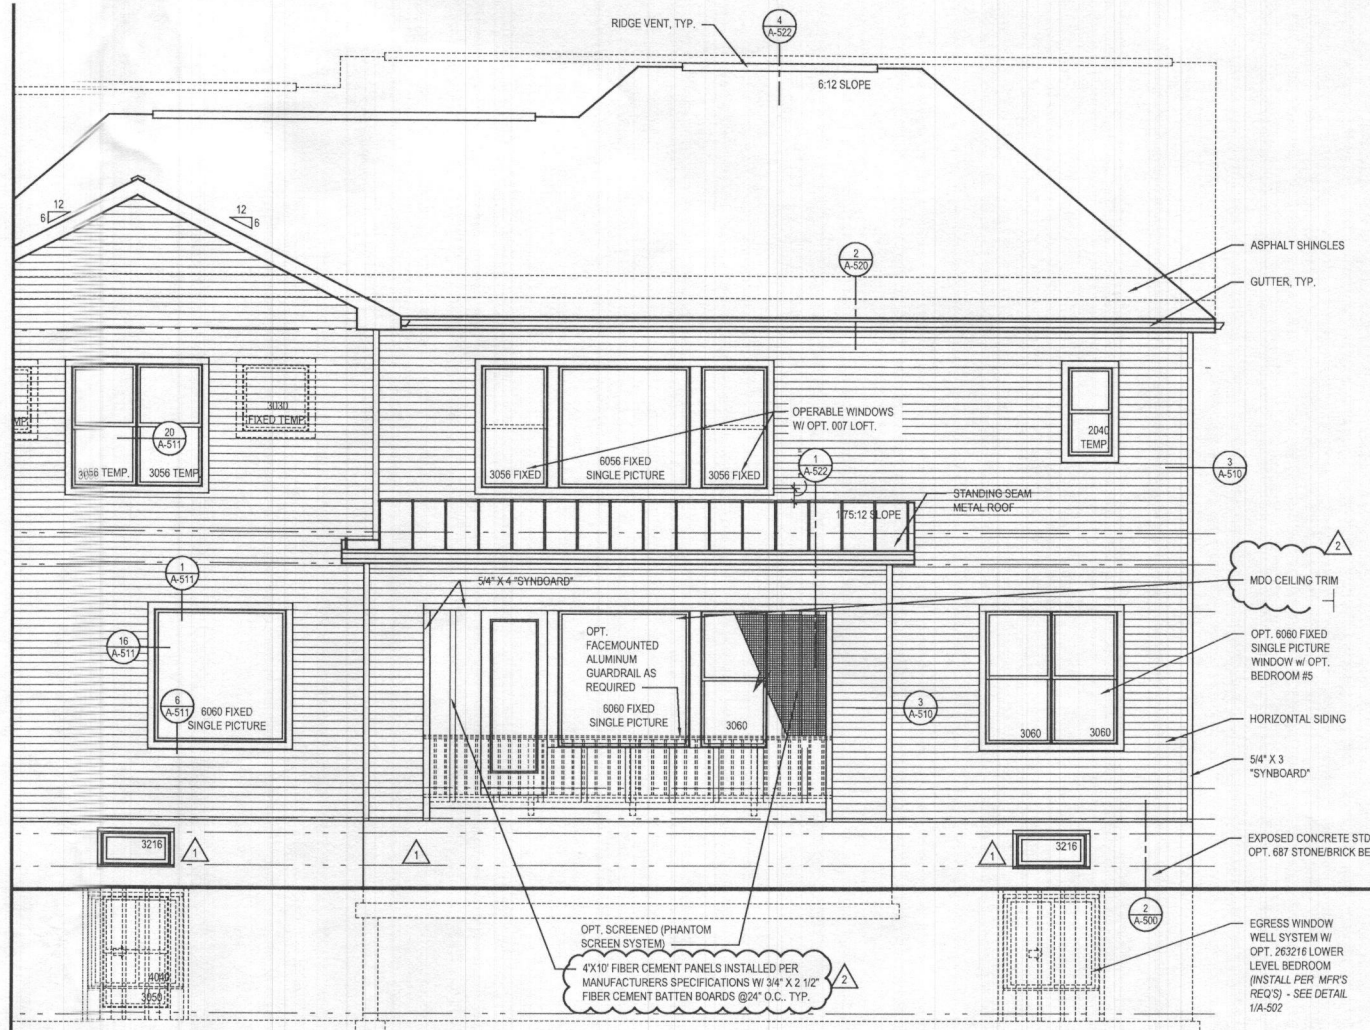 RIDGE VENT, TYP.
4
A-522
6:12 SLOPE
12
6
12
6
2
A-520
ASPHALT SHINGLES
GUTTER, TYP.
3030
FIXED TEMP.
20
A-511
3056 TEMP.
3056 TEMP.
3056 FIXED
6056 FIXED
SINGLE PICTURE
3056 FIXED
OPERABLE WINDOWS
W/ OPT. 007 LOFT.
2040
TEMP.
1
A-522
3
A-510
STANDING SEAM
METAL ROOF
1.75:12 SLOPE
2
MDO CEILING TRIM
1
A-511
5/4" X 4 "SYNBOARD"
16
A-511
6
A-511
6060 FIXED
SINGLE PICTURE
OPT.
FACEMOUNTED
ALUMINUM
GUARDRAIL AS
REQUIRED
6060 FIXED
SINGLE PICTURE
3060
3
A-510
3060
3060
OPT. 6060 FIXED
SINGLE PICTURE
WINDOW w/ OPT.
BEDROOM #5
HORIZONTAL SIDING
5/4" X 3
"SYNBOARD"
3216
1
1
1
3216
EXPOSED CONCRETE STD
OPT. 687 STONE/BRICK BE
2
A-500
4040
3050
OPT. SCREENED (PHANTOM
SCREEN SYSTEM)
4'X10' FIBER CEMENT PANELS INSTALLED PER
MANUFACTURERS SPECIFICATIONS W/ 3/4" X 2 1/2"
FIBER CEMENT BATTEN BOARDS @24" O.C., TYP.
2
EGRESS WINDOW
WELL SYSTEM W/
OPT. 263216 LOWER
LEVEL BEDROOM
(INSTALL PER MFR'S
REQ'S) - SEE DETAIL
1/A-502